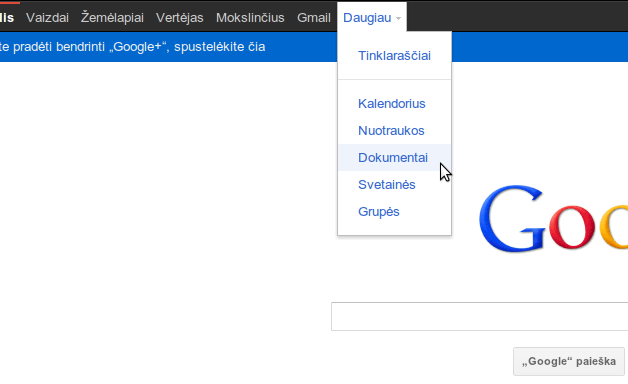 lis Vaizdai Žemėlapiai Vertėjas Mokslinčius Gmail Daugiau
te pradėti bendrinti „Google+“, spustelėkite čia
Tinklaraščiai
Kalendorius
Nuotraukos
Dokumentai
Svetainės
Grupės
Goo
„Google“ paieška